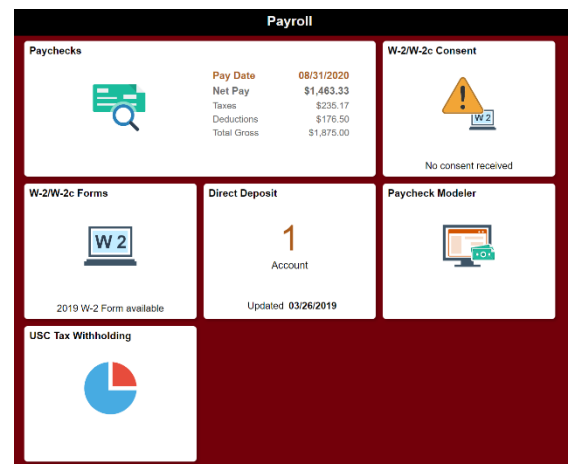 Payroll
Paychecks
Pay Date 08/31/2020
Net Pay $1,463.33
Taxes $235.17
Deductions $176.50
Total Gross $1,875.00
W-2/W-2c Consent
W 2
No consent received
W-2/W-2c Forms
W 2
2019 W-2 Form available
Direct Deposit
1
Account
Updated 03/26/2019
Paycheck Modeler
USC Tax Withholding